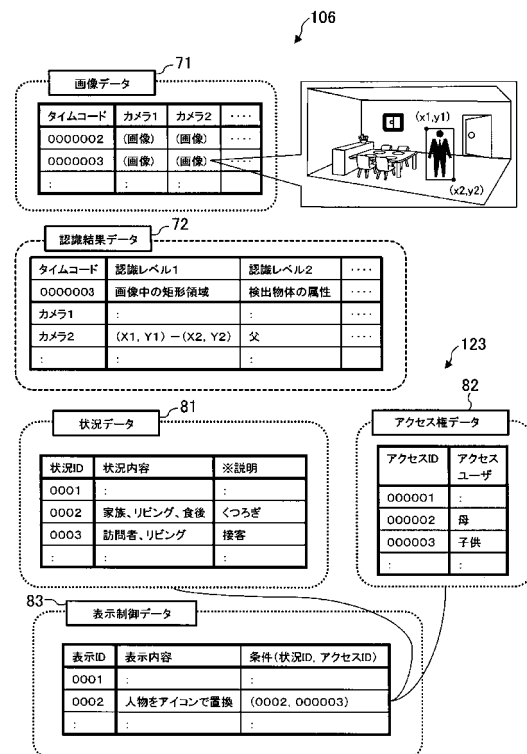 106
71
画像データ
タイムコード カメラ1 カメラ2 ‥‥
0000002 (画像) (画像) ‥‥
0000003 (画像) (画像)
: :
(x1,y1)
(x2,y2)
72
認識結果データ
タイムコード 認識レベル1 認識レベル2 ‥‥
0000003 画像中の矩形領域 検出物体の属性 ‥‥
カメラ1 : : ‥‥
カメラ2 (X1, Y1) −(X2, Y2) 父 ‥‥
: : :
123
81
状況データ
状況ID 状況内容 ※説明
0001 : :
0002 家族、リビング、食後 くつろぎ
0003 訪問者、リビング 接客
: : :
82
アクセス権データ
アクセスID アクセス
ユーザ
000001 :
000002 母
000003 子供
: :
83
表示制御データ
表示ID 表示内容 条件(状況ID, アクセスID)
0001 : :
0002 人物をアイコンで置換 (0002, 000003)
: : :